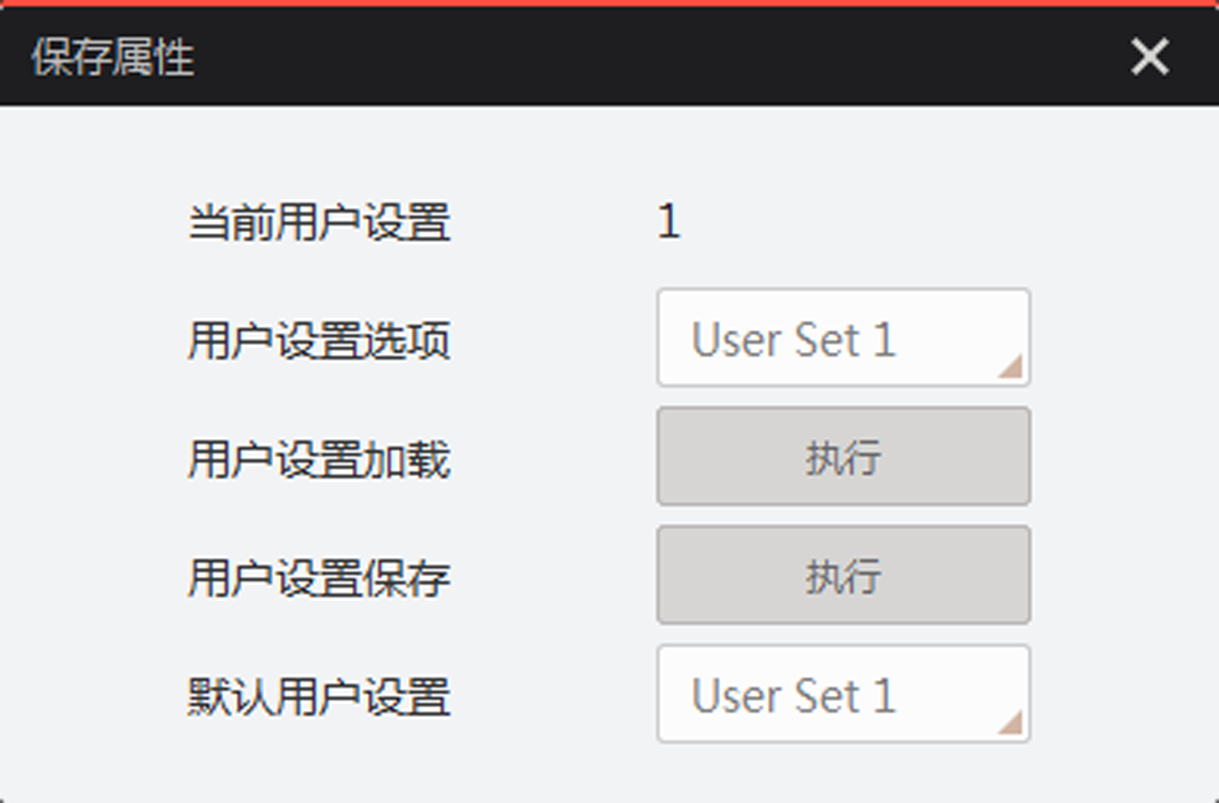 保存属性
当前用户设置 1
用户设置选项 User Set 1
用户设置加载 执行
用户设置保存 执行
默认用户设置 User Set 1